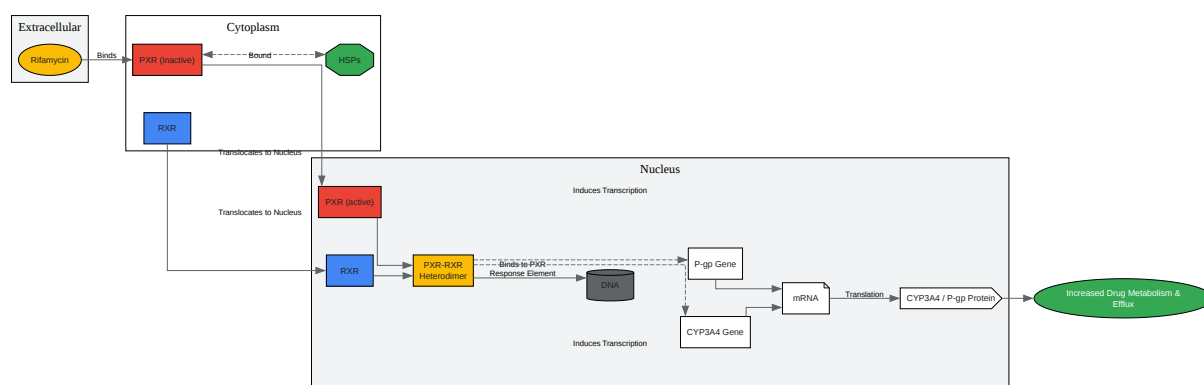 Extracellular
Cytoplasm
Rifamycin
Binds
PXR (inactive)
Bound
HSPs
RXR
Translocates to Nucleus
Nucleus
Induces Transcription
PXR (active)
Translocates to Nucleus
RXR
PXR-RXR
Heterodimer
Binds to PXR
Response Element
DNA
P-gp Gene
CYP3A4 Gene
mRNA
Translation
CYP3A4 / P-gp Protein
Increased Drug Metabolism &
Efflux
Induces Transcription